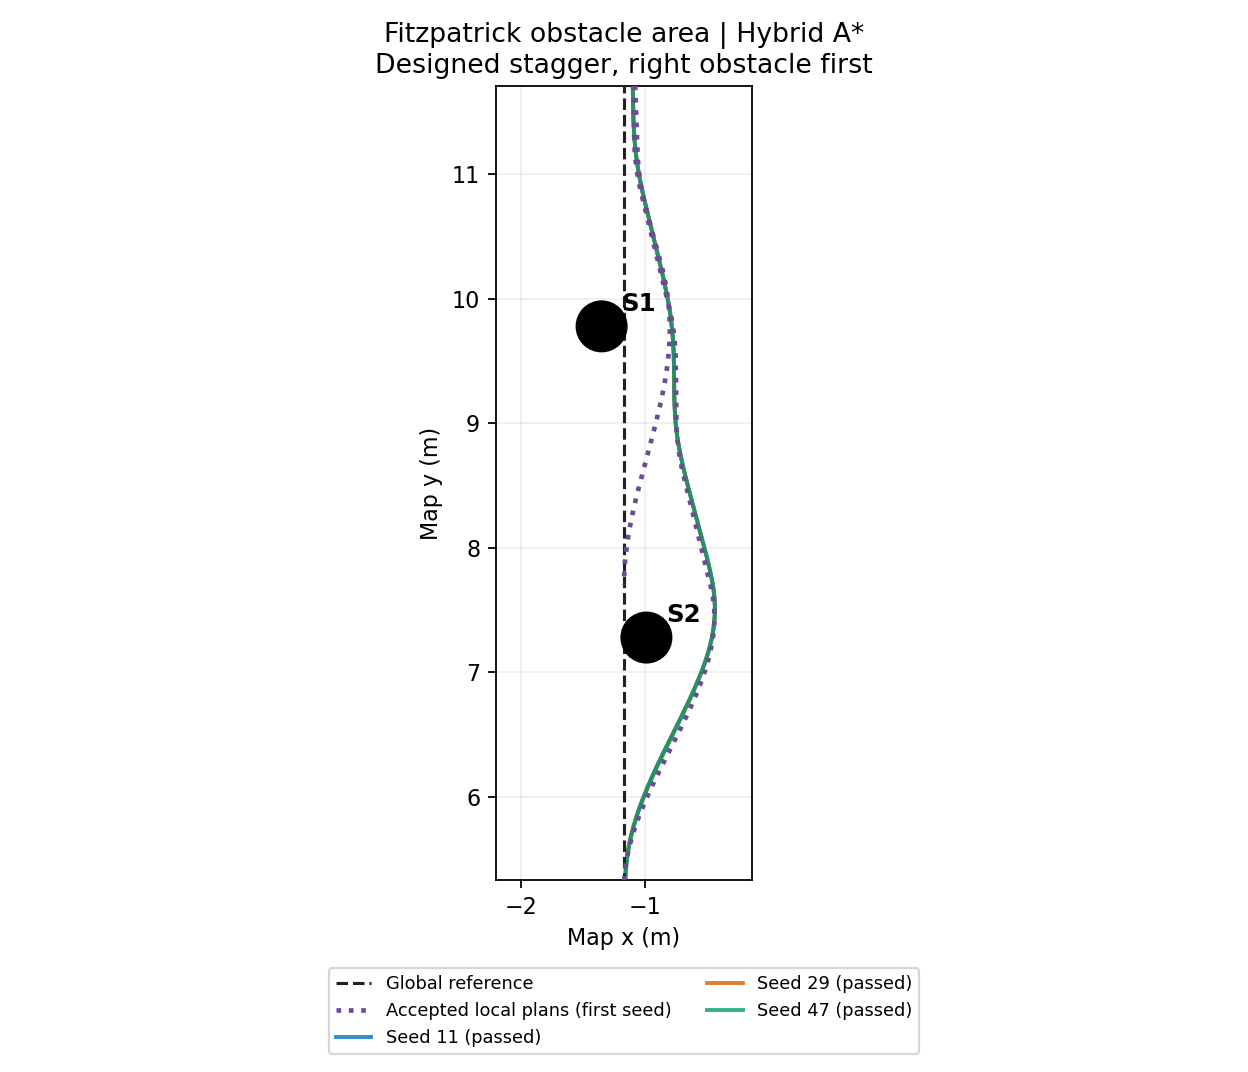 Fitzpatrick obstacle area | Hybrid A*
Designed stagger, right obstacle first
11
10
9
8
7
6
Map y (m)
S1
S2
−2
−1
Map x (m)
Global reference
Accepted local plans (first seed)
Seed 11 (passed)
Seed 29 (passed)
Seed 47 (passed)